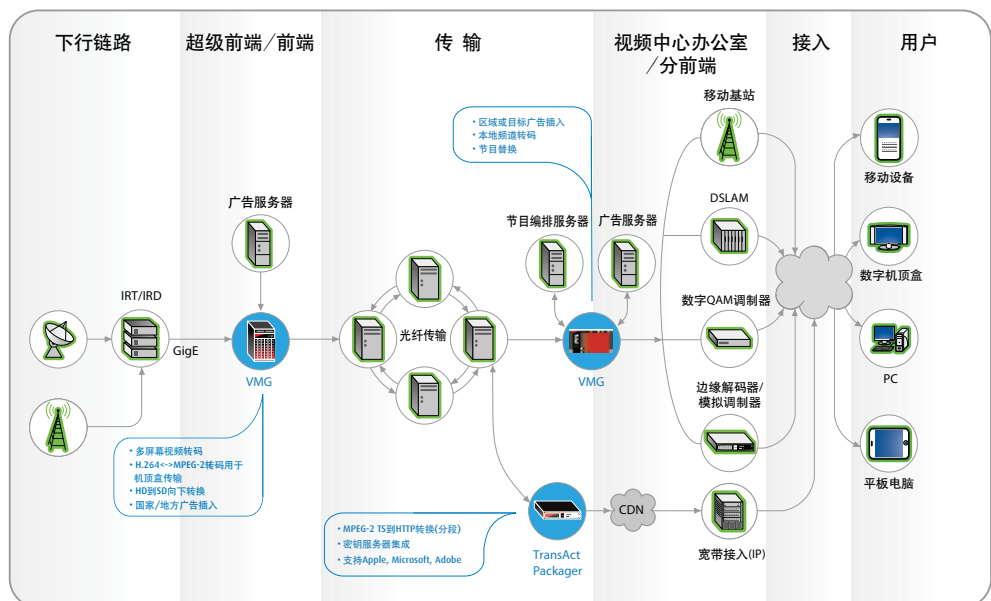 下行链路
超级前端/前端
传 输
视频中心办公室
/分前端
接入
用户
移动基站
• 区域或目标广告插入
• 本地频道转码
• 节目替换
移动设备
广告服务器
DSLAM
节目编排服务器
广告服务器
数字机顶盒
IRT/IRD
数字QAM调制器
光纤传输
GigE
VMG
VMG
PC
边缘解码器/
模拟调制器
• 多屏幕视频转码
• H.264<->MPEG-2转码用于
机顶盒传输
• HD到SD向下转换
• 国家/地方广告插入
平板电脑
• MPEG-2 TS到HTTP转换(分段)
• 密钥服务器集成
• 支持Apple, Microsoft, Adobe
CDN
TransAct
Packager
宽带接入(IP)